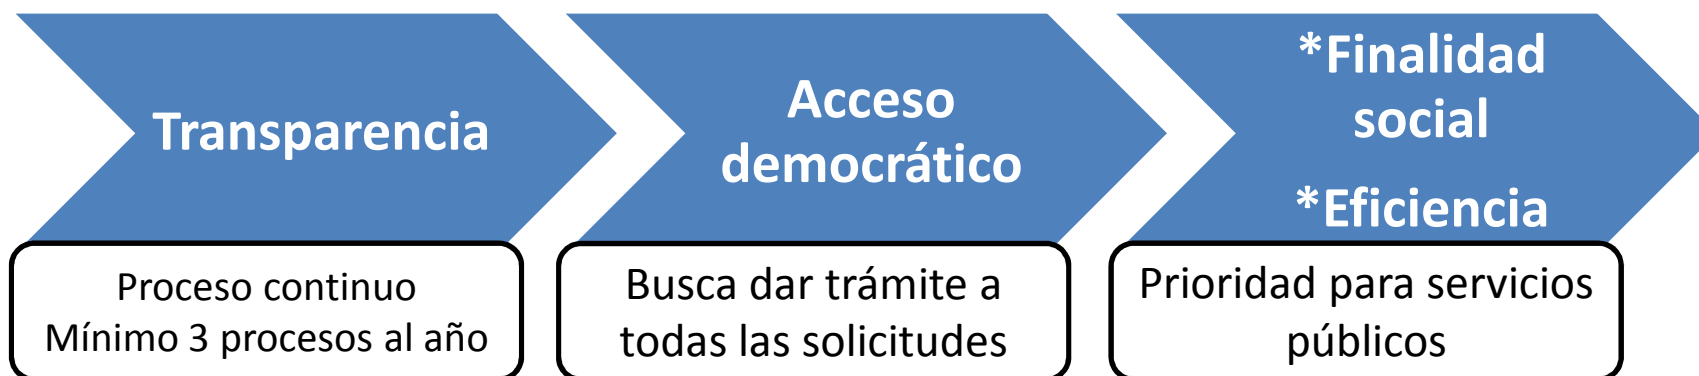 Transparencia
Proceso continuo
Mínimo 3 procesos al año
Acceso
democrático
Busca dar trámite a
todas las solicitudes
*Finalidad
social
*Eficiencia
Prioridad para servicios
públicos